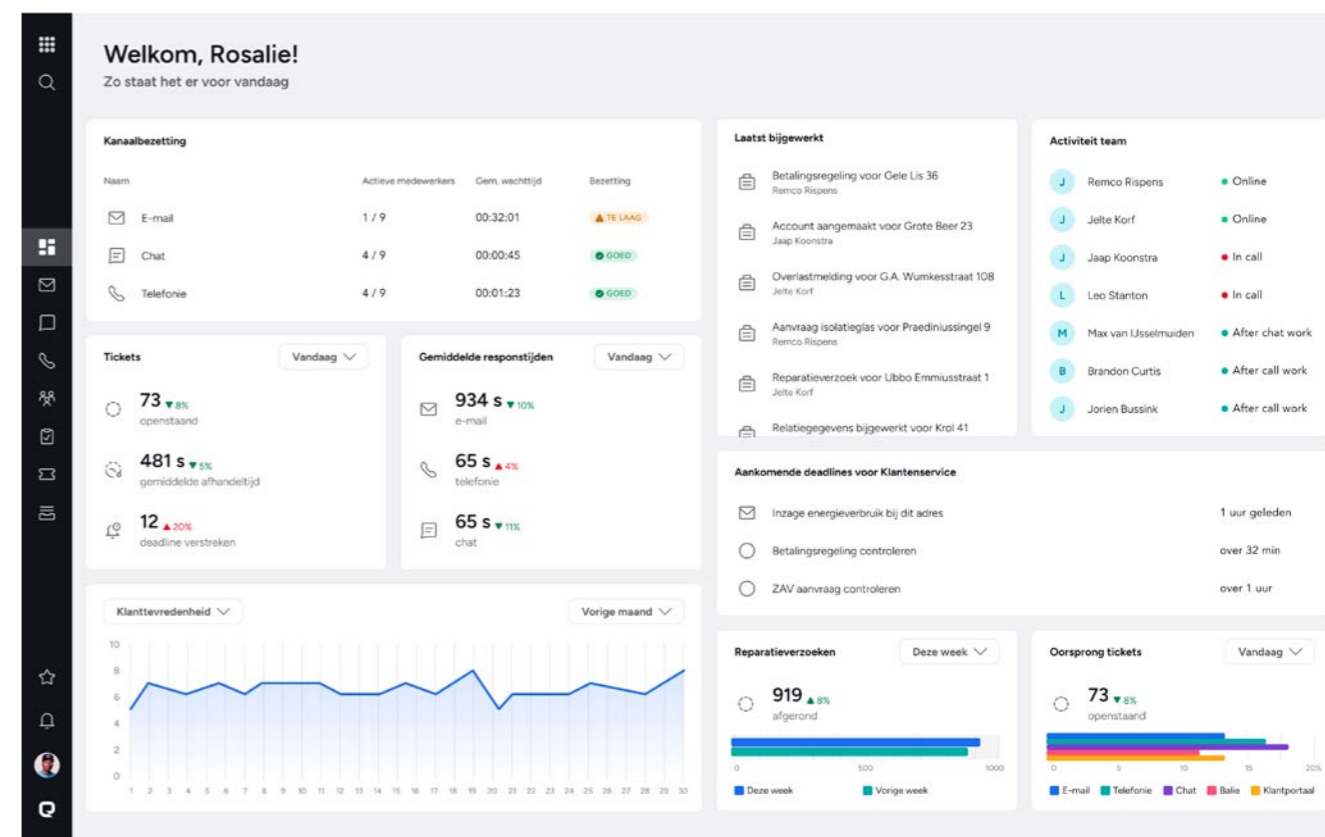 Welkom, Rosalie!
Zo staat het er voor vandaag
Kanaalbezetting
Naam Actieve medewerkers Gem. wachttijd Bezetting
E-mail 1 / 9 00:32:01 TE LAAG
Chat 4 / 9 00:00:45 GOED
Telefonie 4 / 9 00:01:23 GOED
Tickets Vandaag
73 ▼ 8%
openstaand
481 s ▼ 5%
gemiddelde afhandeltijd
12 ▲ 20%
deadline verstreken
Gemiddelde responstijden Vandaag
934 s ▼ 10%
e-mail
65 s ▲ 4%
telefonie
65 s ▼ 11%
chat
Klanttevredenheid Vorige maand
10
8
6
4
2
0
1 2 3 4 5 6 7 8 9 10 11 12 13 14 15 16 17 18 19 20 21 22 23 24 25 26 27 28 29 30
Laatst bijgewerkt
Betalingsregeling voor Gele Lis 36
Remco Rispens
Account aangemaakt voor Grote Beer 23
Jaap Koonstra
Overlastmelding voor G.A. Wumkesstraat 108
Jelte Korf
Aanvraag isolatieglas voor Praediniussingel 9
Remco Rispens
Reparatieverzoek voor Ubbo Emmiusstraat 1
Jelte Korf
Relatiegegevens bijgewerkt voor Krol 41
Activiteit team
J Remco Rispens Online
J Jelte Korf Online
J Jaap Koonstra In call
L Leo Stanton In call
M Max van IJsselmuiden After chat work
B Brandon Curtis After call work
J Jorien Bussink After call work
Aankomende deadlines voor Klantenservice
Inzage energieverbruik bij dit adres 1 uur geleden
Betalingsregeling controleren over 32 min
ZAV aanvraag controleren over 1 uur
Reparatieverzoeken Deze week
919 ▲ 8%
afgerond
0 500 1000
Deze week Vorige week
Oorsprong tickets Vandaag
73 ▼ 8%
openstaand
0 5 10 15 20%
E-mail Telefonie Chat Balie Klantportaal